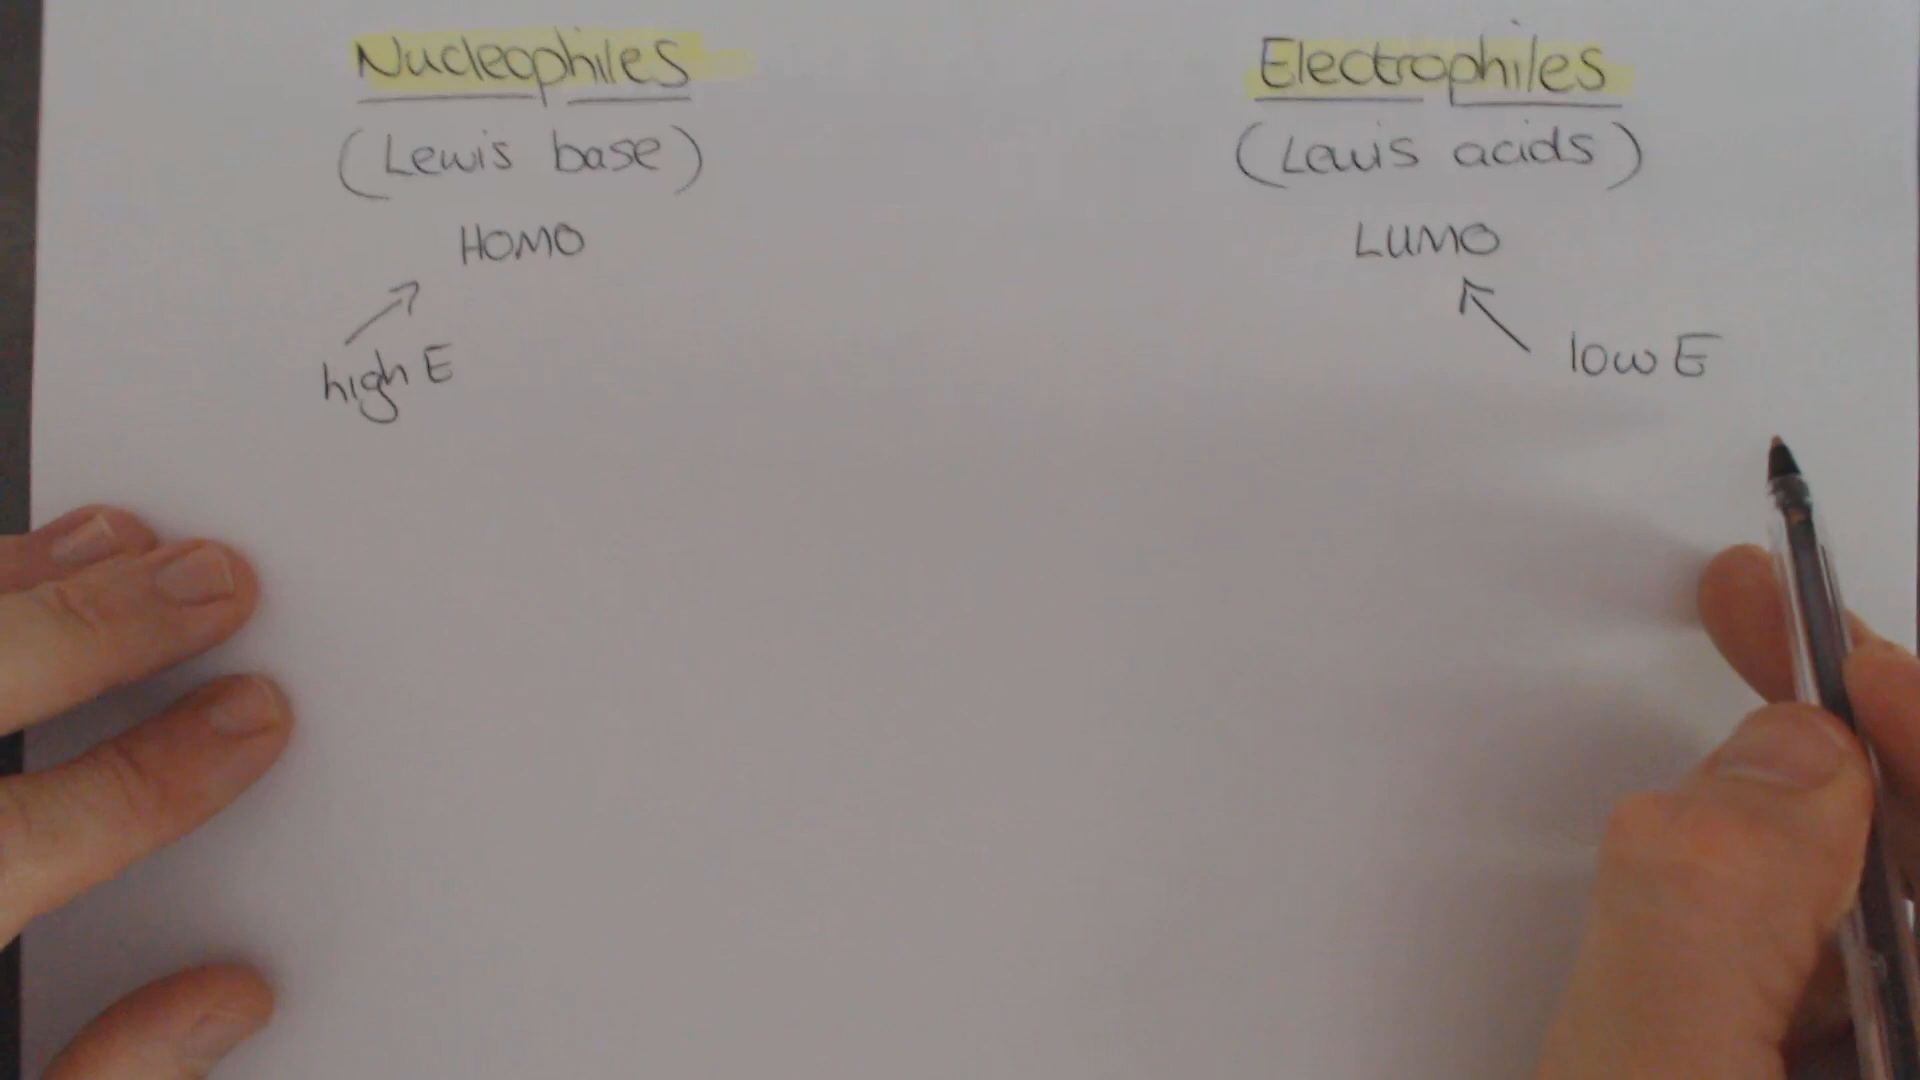 Nucleophiles
(Lewis base)
HOMO
high E
Electrophiles
(Lewis acids)
LUMO
low E